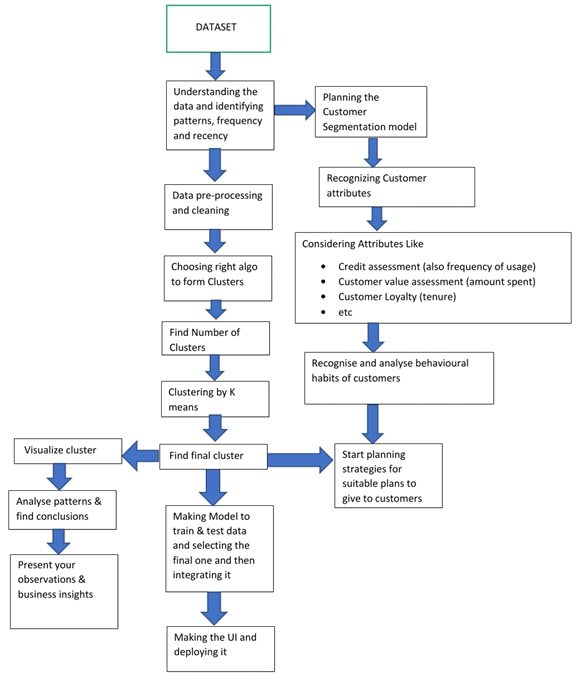 DATASET
Understanding the
data and identifying
patterns, frequency
and recency
Planning the
Customer
Segmentation model
Recognizing Customer
attributes
Data pre-processing
and cleaning
Considering Attributes Like
• Credit assessment (also frequency of usage)
• Customer value assessment (amount spent)
• Customer Loyalty (tenure)
• etc
Choosing right algo
to form Clusters
Find Number of
Clusters
Recognise and analyse behavioural
habits of customers
Clustering by K
means
Visualize cluster
Find final cluster
Start planning
strategies for
suitable plans to
give to customers
Analyse patterns &
find conclusions
Making Model to
train & test data
and selecting the
final one and then
integrating it
Present your
observations &
business insights
Making the UI and
deploying it